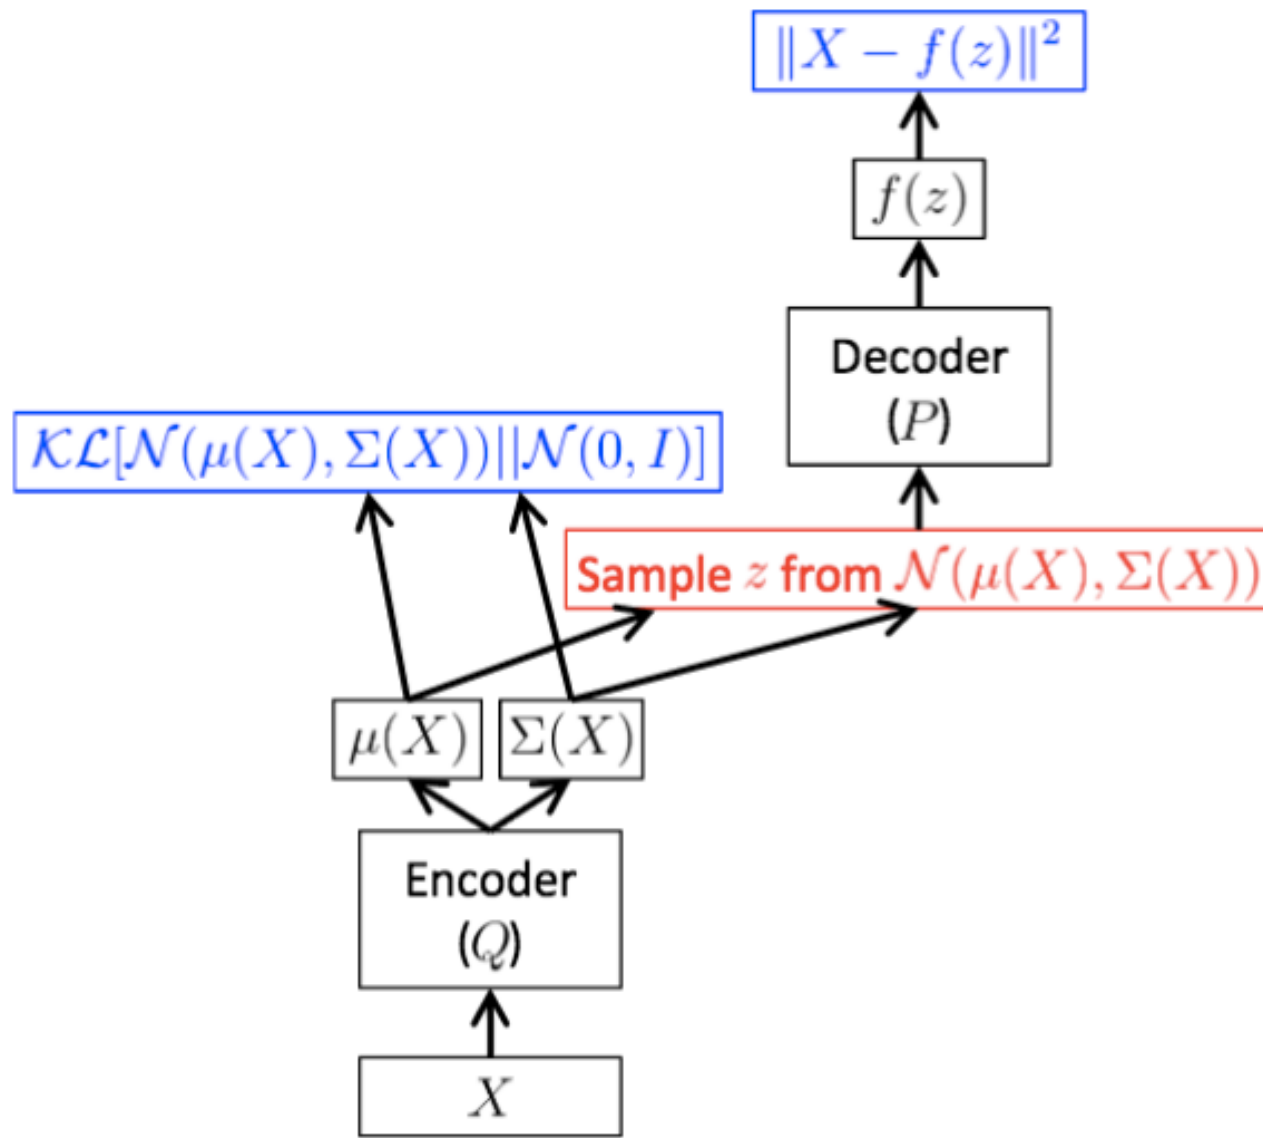 ‖X − f(z)‖²
f(z)
Decoder
(P)
𝒦ℒ[𝒩(μ(X), Σ(X))||𝒩(0, I)]
Sample z from 𝒩(μ(X), Σ(X))
μ(X) Σ(X)
Encoder
(Q)
X